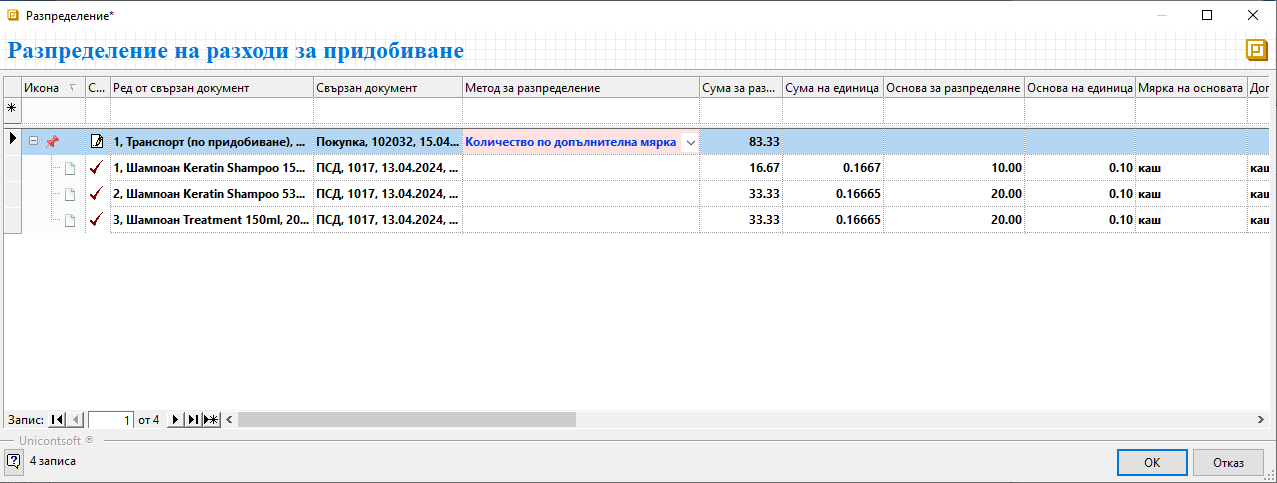 Разпределение*
Разпределение на разходи за придобиване
Икона С... Ред от свързан документ Свързан документ Метод за разпределение Сума за раз... Сума на единица Основа за разпределяне Основа на единица Мярка на основата Доп
1, Транспорт (по придобиване), ... Покупка, 102032, 15.04... Количество по допълнителна мярка 83.33
1, Шампоан Keratin Shampoo 15... ПСД, 1017, 13.04.2024, ... 16.67 0.1667 10.00 0.10 каш каш
2, Шампоан Keratin Shampoo 53... ПСД, 1017, 13.04.2024, ... 33.33 0.16665 20.00 0.10 каш каш
3, Шампоан Treatment 150ml, 20... ПСД, 1017, 13.04.2024, ... 33.33 0.16665 20.00 0.10 каш каш
Запис: 1 от 4
Unicontsoft ®
4 записа
OK Отказ